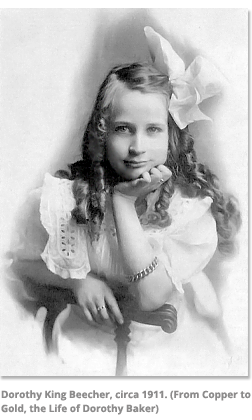 Dorothy King Beecher, circa 1911. (From Copper to
Gold, the Life of Dorothy Baker)